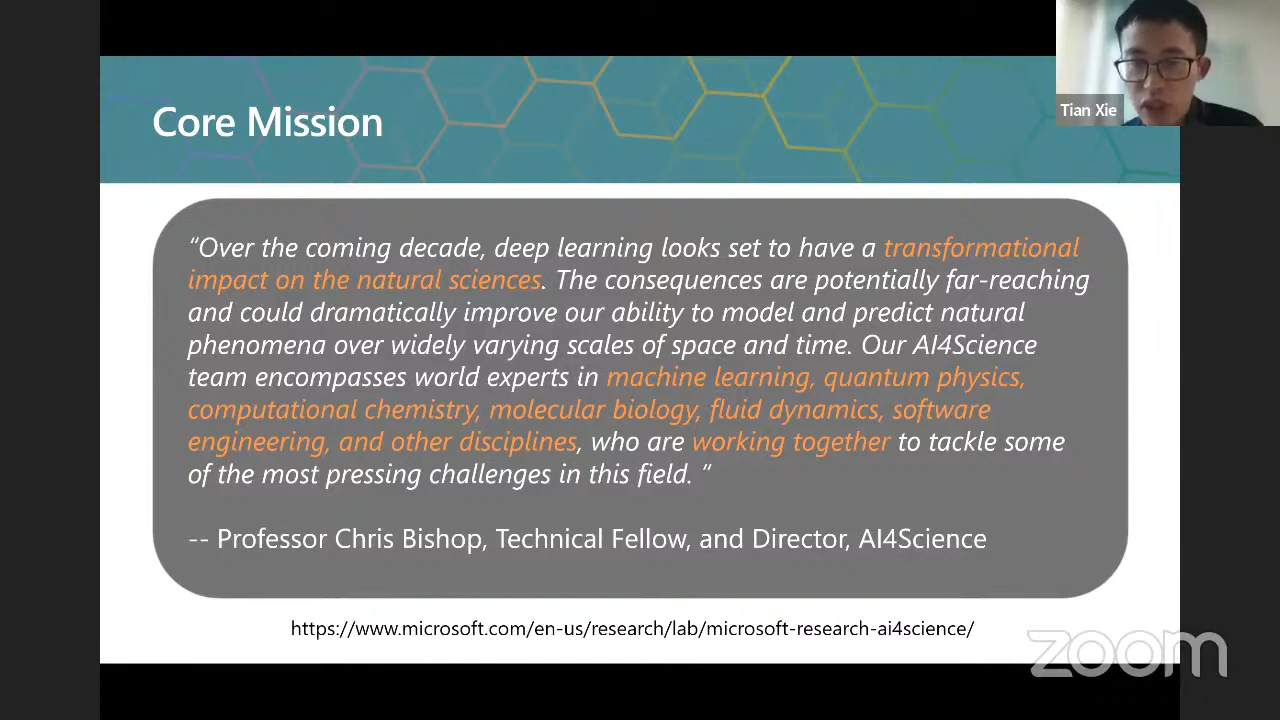 Tian Xie
Core Mission
“Over the coming decade, deep learning looks set to have a transformational
impact on the natural sciences. The consequences are potentially far-reaching
and could dramatically improve our ability to model and predict natural
phenomena over widely varying scales of space and time. Our AI4Science
team encompasses world experts in machine learning, quantum physics,
computational chemistry, molecular biology, fluid dynamics, software
engineering, and other disciplines, who are working together to tackle some
of the most pressing challenges in this field. “
-- Professor Chris Bishop, Technical Fellow, and Director, AI4Science
https://www.microsoft.com/en-us/research/lab/microsoft-research-ai4science/
zoom